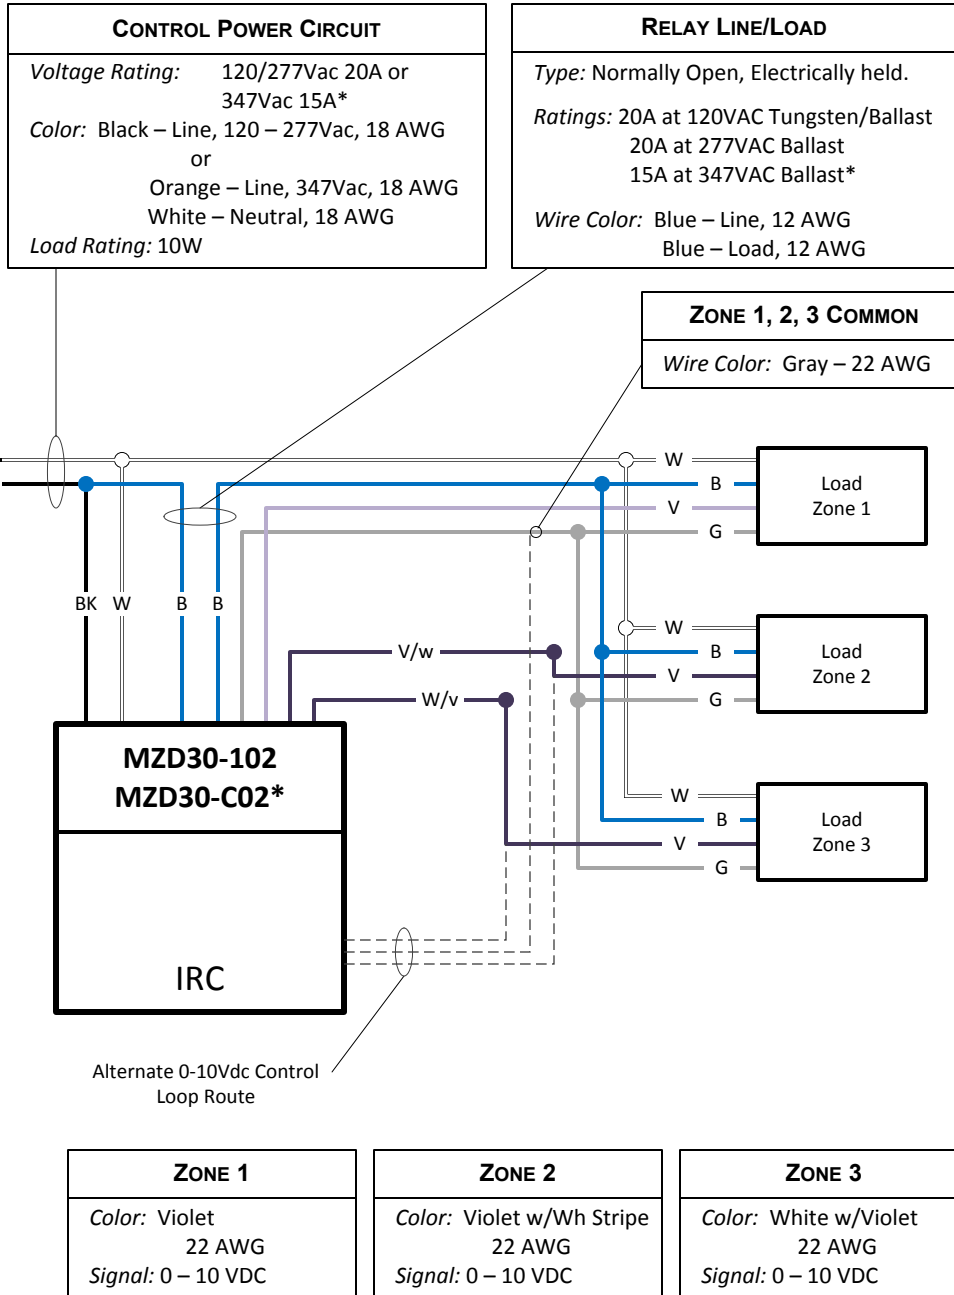 CONTROL POWER CIRCUIT
Voltage Rating: 120/277Vac 20A or
347Vac 15A*
Color: Black – Line, 120 – 277Vac, 18 AWG
or
Orange – Line, 347Vac, 18 AWG
White – Neutral, 18 AWG
Load Rating: 10W
RELAY LINE/LOAD
Type: Normally Open, Electrically held.
Ratings: 20A at 120VAC Tungsten/Ballast
20A at 277VAC Ballast
15A at 347VAC Ballast*
Wire Color: Blue – Line, 12 AWG
Blue – Load, 12 AWG
ZONE 1, 2, 3 COMMON
Wire Color: Gray – 22 AWG
W
B
V
G
Load
Zone 1
BK W B B
V/w
W/v
W
B
V
G
Load
Zone 2
MZD30-102
MZD30-C02*
IRC
W
B
V
G
Load
Zone 3
Alternate 0-10Vdc Control
Loop Route
ZONE 1
Color: Violet
22 AWG
Signal: 0 – 10 VDC
ZONE 2
Color: Violet w/Wh Stripe
22 AWG
Signal: 0 – 10 VDC
ZONE 3
Color: White w/Violet
22 AWG
Signal: 0 – 10 VDC